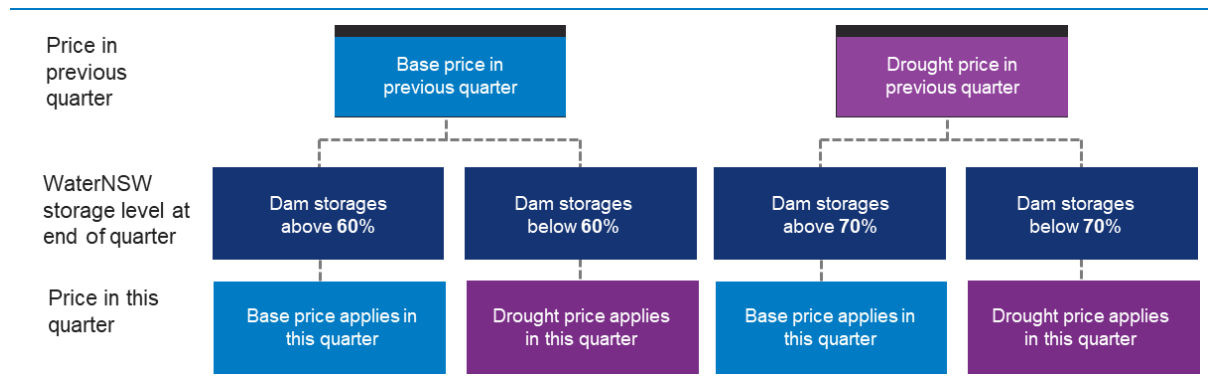 Price in
previous
quarter
Base price in
previous quarter
Drought price in
previous quarter
WaterNSW
storage level at
end of quarter
Dam storages
above 60%
Dam storages
below 60%
Dam storages
above 70%
Dam storages
below 70%
Price in this
quarter
Base price applies in
this quarter
Drought price applies
in this quarter
Base price applies in
this quarter
Drought price applies
in this quarter